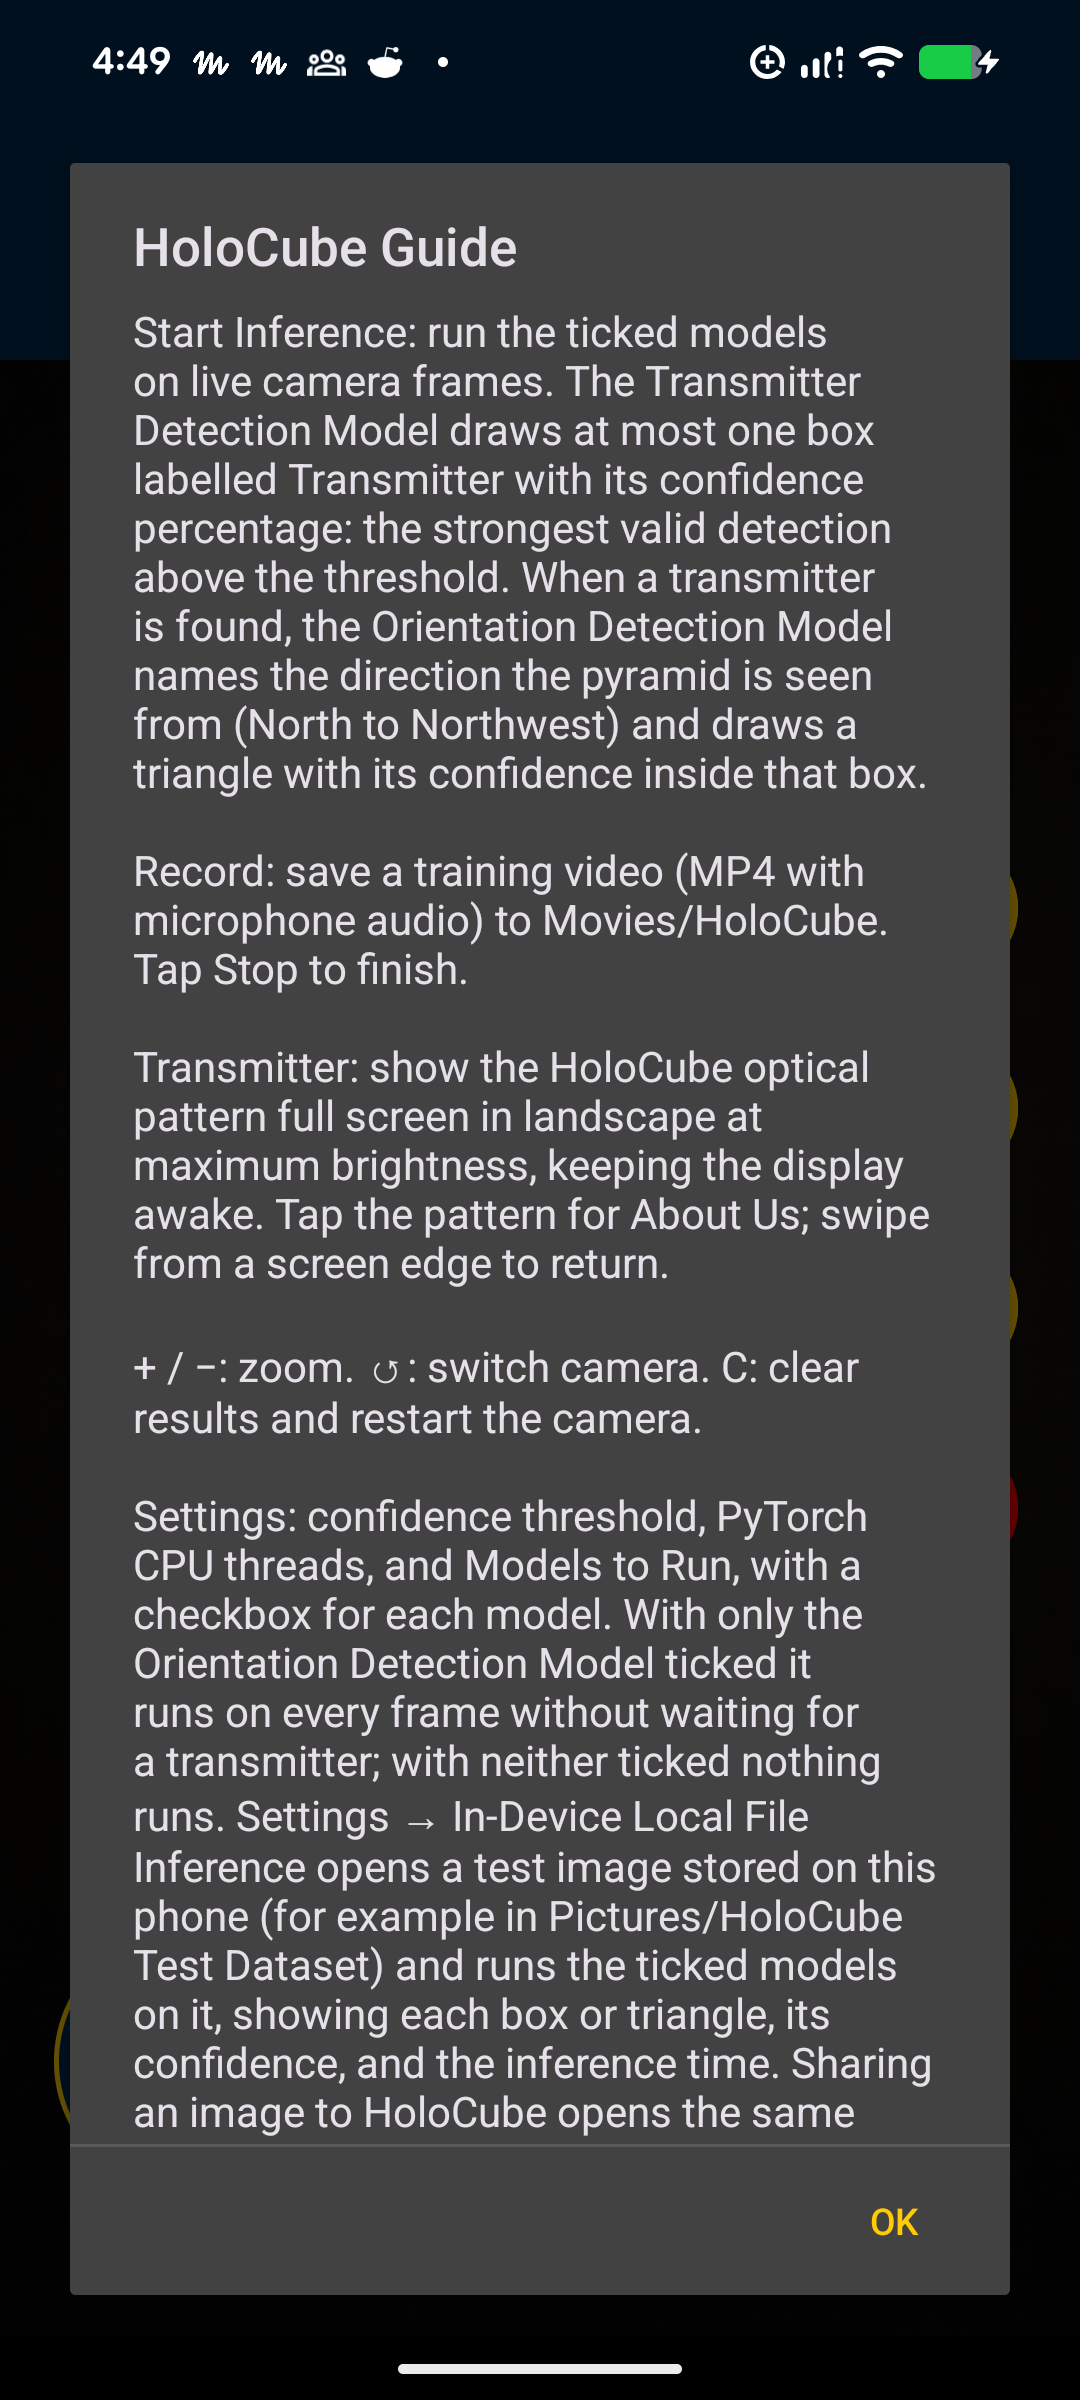 4:49
HoloCube Guide
Start Inference: run the ticked models
on live camera frames. The Transmitter
Detection Model draws at most one box
labelled Transmitter with its confidence
percentage: the strongest valid detection
above the threshold. When a transmitter
is found, the Orientation Detection Model
names the direction the pyramid is seen
from (North to Northwest) and draws a
triangle with its confidence inside that box.
Record: save a training video (MP4 with
microphone audio) to Movies/HoloCube.
Tap Stop to finish.
Transmitter: show the HoloCube optical
pattern full screen in landscape at
maximum brightness, keeping the display
awake. Tap the pattern for About Us; swipe
from a screen edge to return.
+ / −: zoom. ↺: switch camera. C: clear
results and restart the camera.
Settings: confidence threshold, PyTorch
CPU threads, and Models to Run, with a
checkbox for each model. With only the
Orientation Detection Model ticked it
runs on every frame without waiting for
a transmitter; with neither ticked nothing
runs. Settings → In-Device Local File
Inference opens a test image stored on this
phone (for example in Pictures/HoloCube
Test Dataset) and runs the ticked models
on it, showing each box or triangle, its
confidence, and the inference time. Sharing
an image to HoloCube opens the same
OK